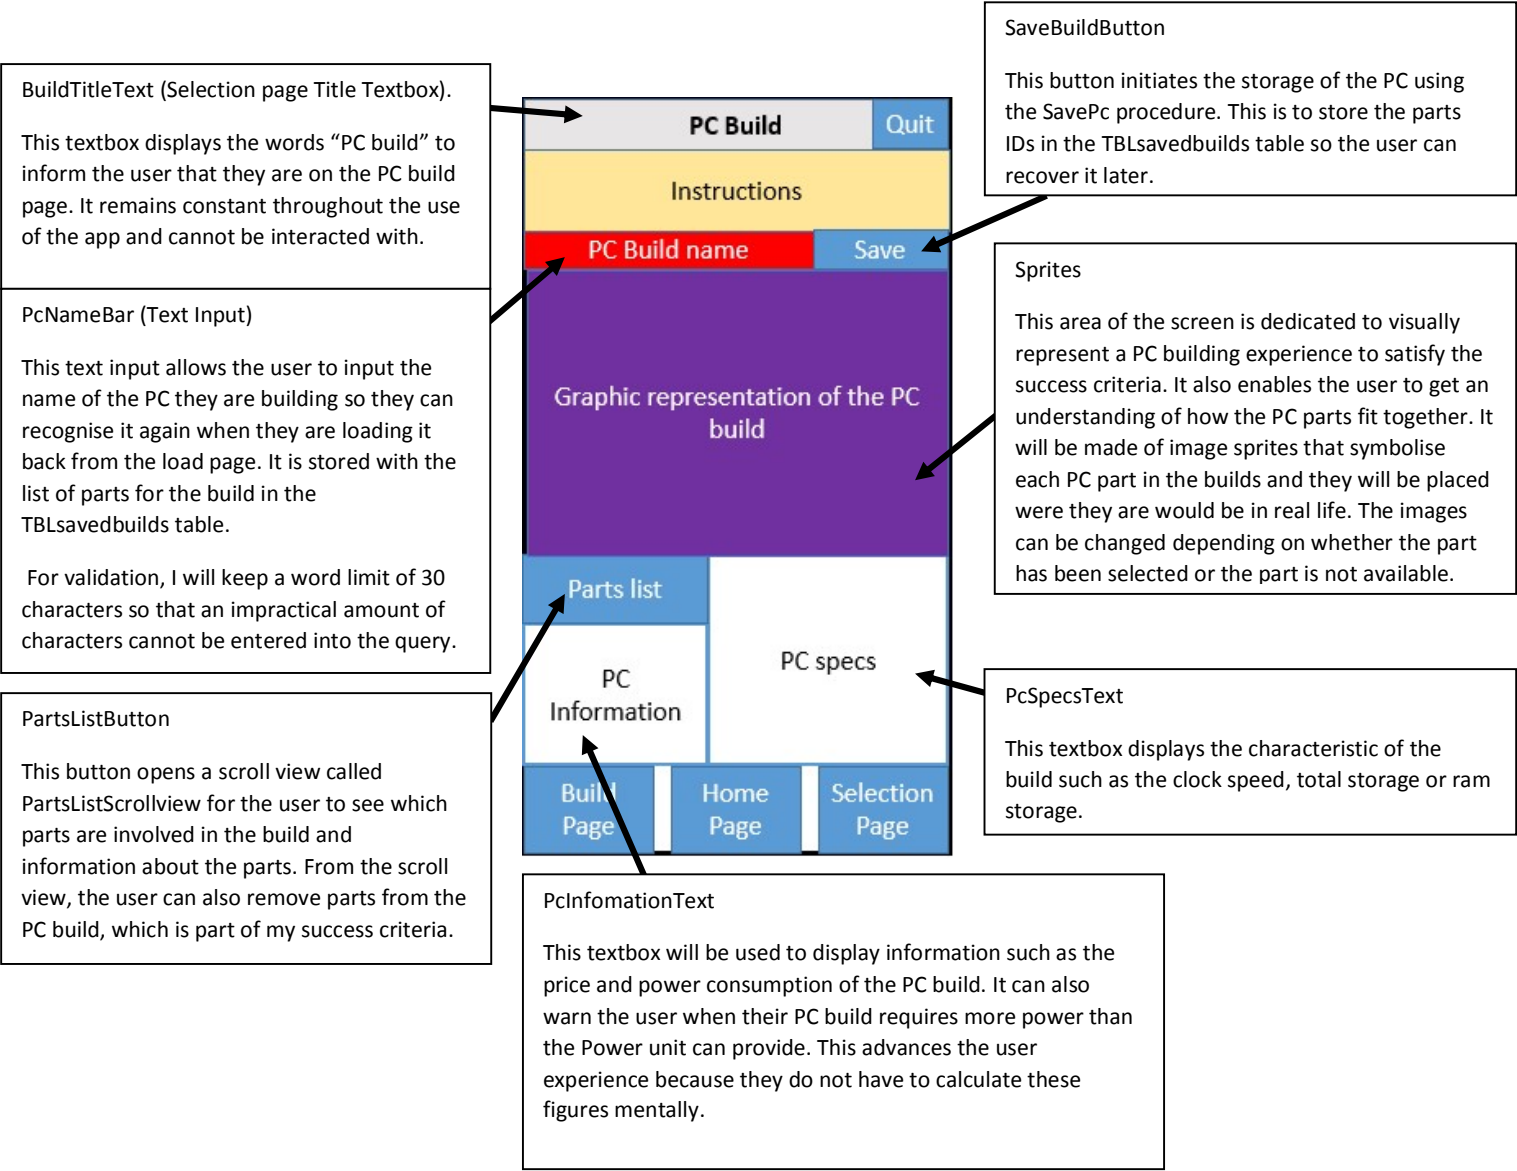 BuildTitleText (Selection page Title Textbox).
This textbox displays the words “PC build” to
inform the user that they are on the PC build
page. It remains constant throughout the use
of the app and cannot be interacted with.
PcNameBar (Text Input)
This text input allows the user to input the
name of the PC they are building so they can
recognise it again when they are loading it
back from the load page. It is stored with the
list of parts for the build in the
TBLsavedbuilds table.
For validation, I will keep a word limit of 30
characters so that an impractical amount of
characters cannot be entered into the query.
PartsListButton
This button opens a scroll view called
PartsListScrollview for the user to see which
parts are involved in the build and
information about the parts. From the scroll
view, the user can also remove parts from the
PC build, which is part of my success criteria.
PC Build
Quit
Instructions
PC Build name
Save
Graphic representation of the PC
build
Parts list
PC
Information
PC specs
Build
Page
Home
Page
Selection
Page
PcInfomationText
This textbox will be used to display information such as the
price and power consumption of the PC build. It can also
warn the user when their PC build requires more power than
the Power unit can provide. This advances the user
experience because they do not have to calculate these
figures mentally.
SaveBuildButton
This button initiates the storage of the PC using
the SavePc procedure. This is to store the parts
IDs in the TBLsavedbuilds table so the user can
recover it later.
Sprites
This area of the screen is dedicated to visually
represent a PC building experience to satisfy the
success criteria. It also enables the user to get an
understanding of how the PC parts fit together. It
will be made of image sprites that symbolise
each PC part in the builds and they will be placed
were they are would be in real life. The images
can be changed depending on whether the part
has been selected or the part is not available.
PcSpecsText
This textbox displays the characteristic of the
build such as the clock speed, total storage or ram
storage.